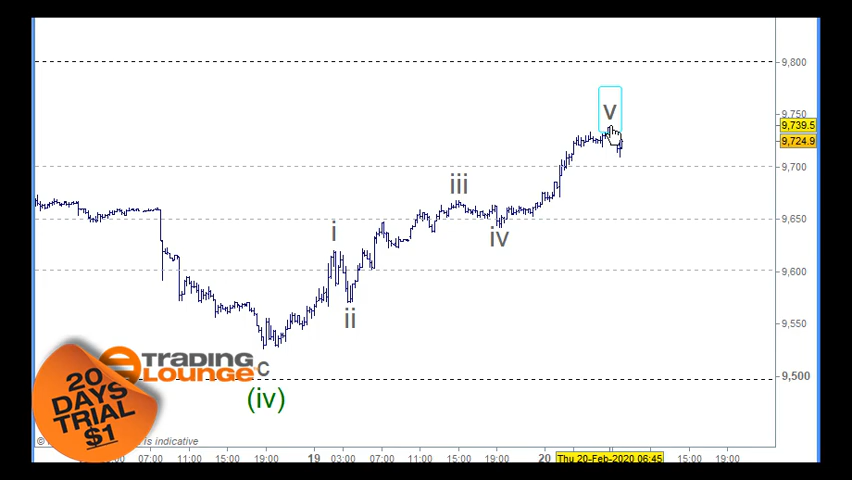 9,800
v
9,750
9,739.5
9,724.9
9,700
iii
i
9,650
iv
9,600
ii
9,550
TRADING
LOUNGE
c
9,500
(iv)
20
DAYS
TRIAL
$1
©
is indicative
07:00
15:00
19:00
19
03:00
07:00
11:00
15:00
19:00
20
Thu 20-Feb-2020 06:45
15:00
19:00